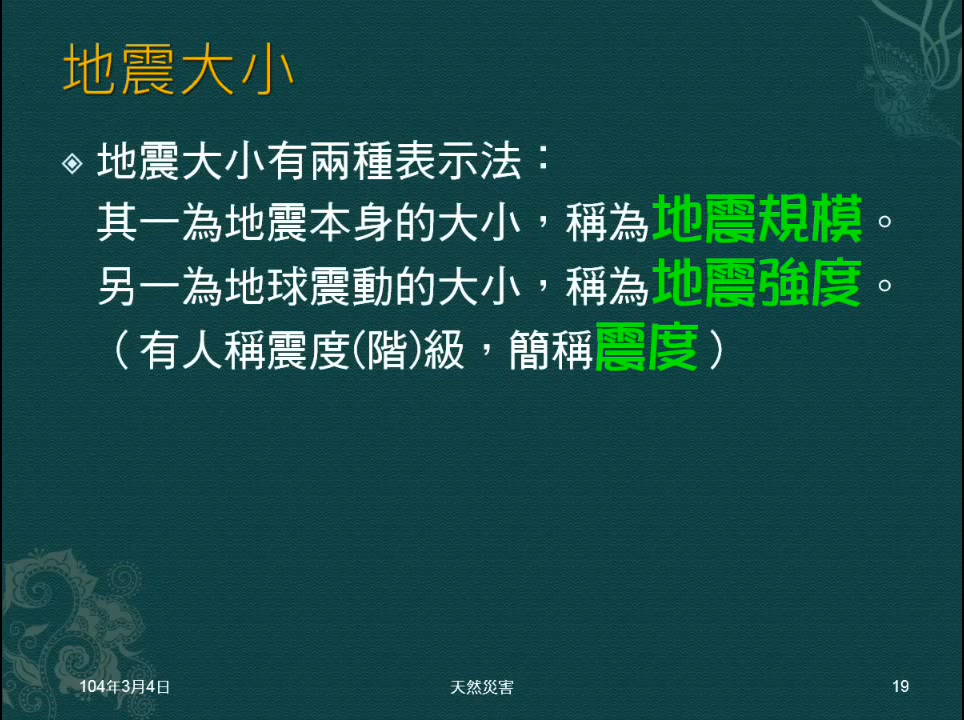 地震大小
地震大小有兩種表示法：
其一為地震本身的大小，稱為地震規模。
另一為地球震動的大小，稱為地震強度。
（有人稱震度(階)級，簡稱震度）
104年3月4日
天然災害
19